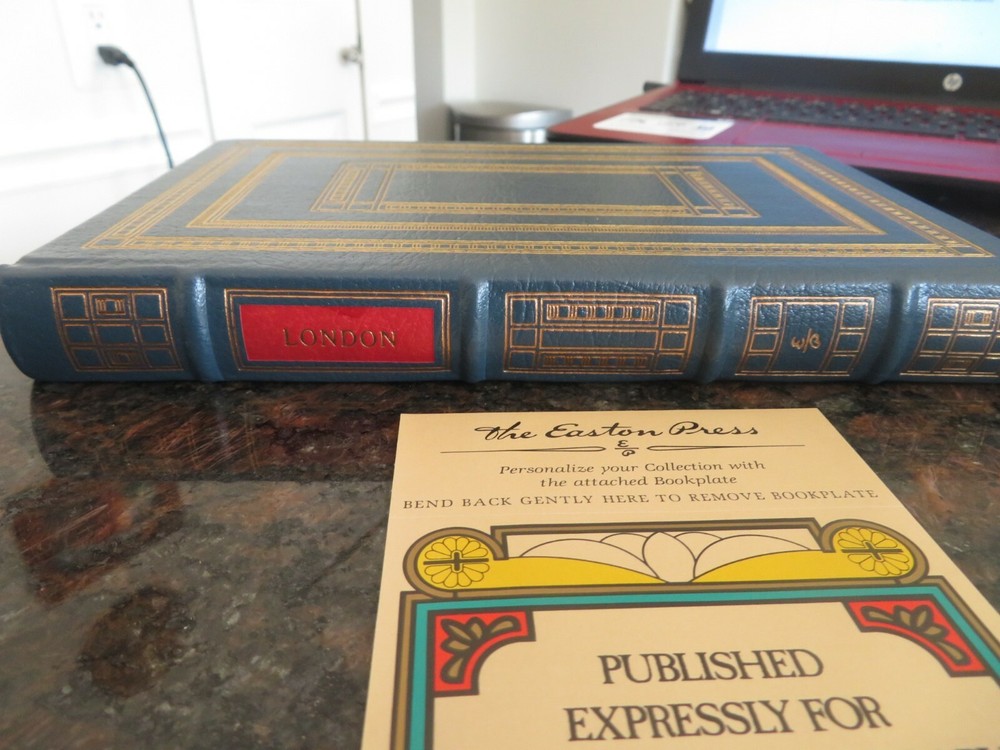 hp
LONDON
The Easton Press
Personalize your Collection with
the attached Bookplate
BEND BACK GENTLY HERE TO REMOVE BOOKPLATE
PUBLISHED
EXPRESSLY FOR